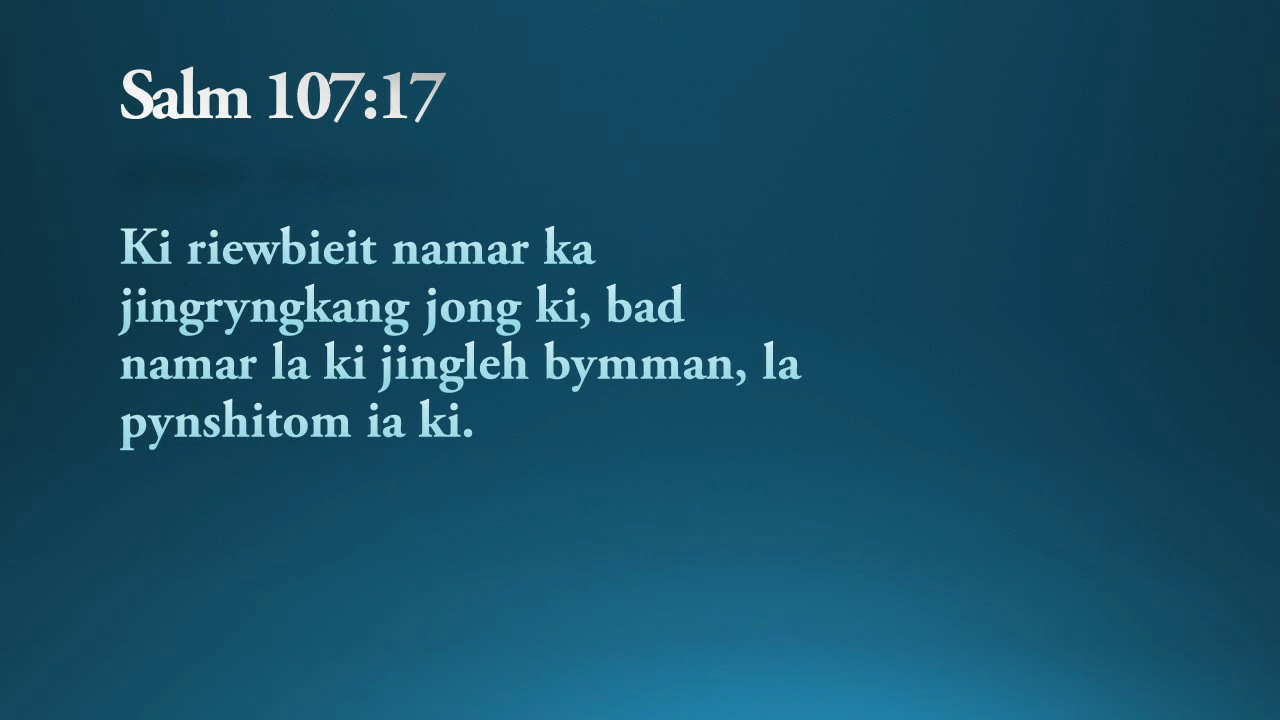 Salm 107:17
Ki riewbieit namar ka
jingryngkang jong ki, bad
namar la ki jingleh bymman, la
pynshitom ia ki.